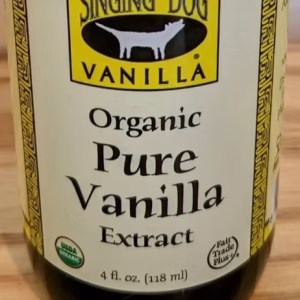 SINGING DOG
VANILLA®
Organic
Pure
Vanilla
Extract
USDA
ORGANIC
Fair
Trade
Plus
4 fl. oz. (118 ml)